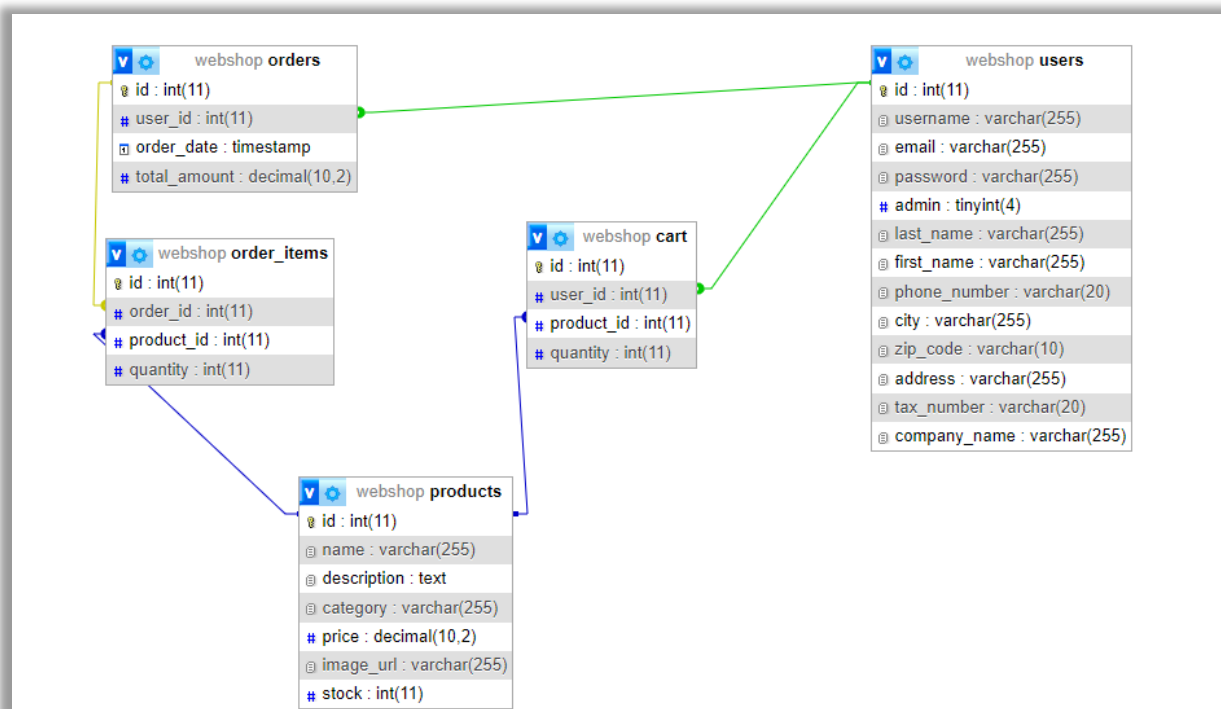 webshop orders
id : int(11)
user_id : int(11)
order_date : timestamp
total_amount : decimal(10,2)
webshop users
id : int(11)
username : varchar(255)
email : varchar(255)
password : varchar(255)
admin : tinyint(4)
last_name : varchar(255)
first_name : varchar(255)
phone_number : varchar(20)
city : varchar(255)
zip_code : varchar(10)
address : varchar(255)
tax_number : varchar(20)
company_name : varchar(255)
webshop order_items
id : int(11)
order_id : int(11)
product_id : int(11)
quantity : int(11)
webshop cart
id : int(11)
user_id : int(11)
product_id : int(11)
quantity : int(11)
webshop products
id : int(11)
name : varchar(255)
description : text
category : varchar(255)
price : decimal(10,2)
image_url : varchar(255)
stock : int(11)